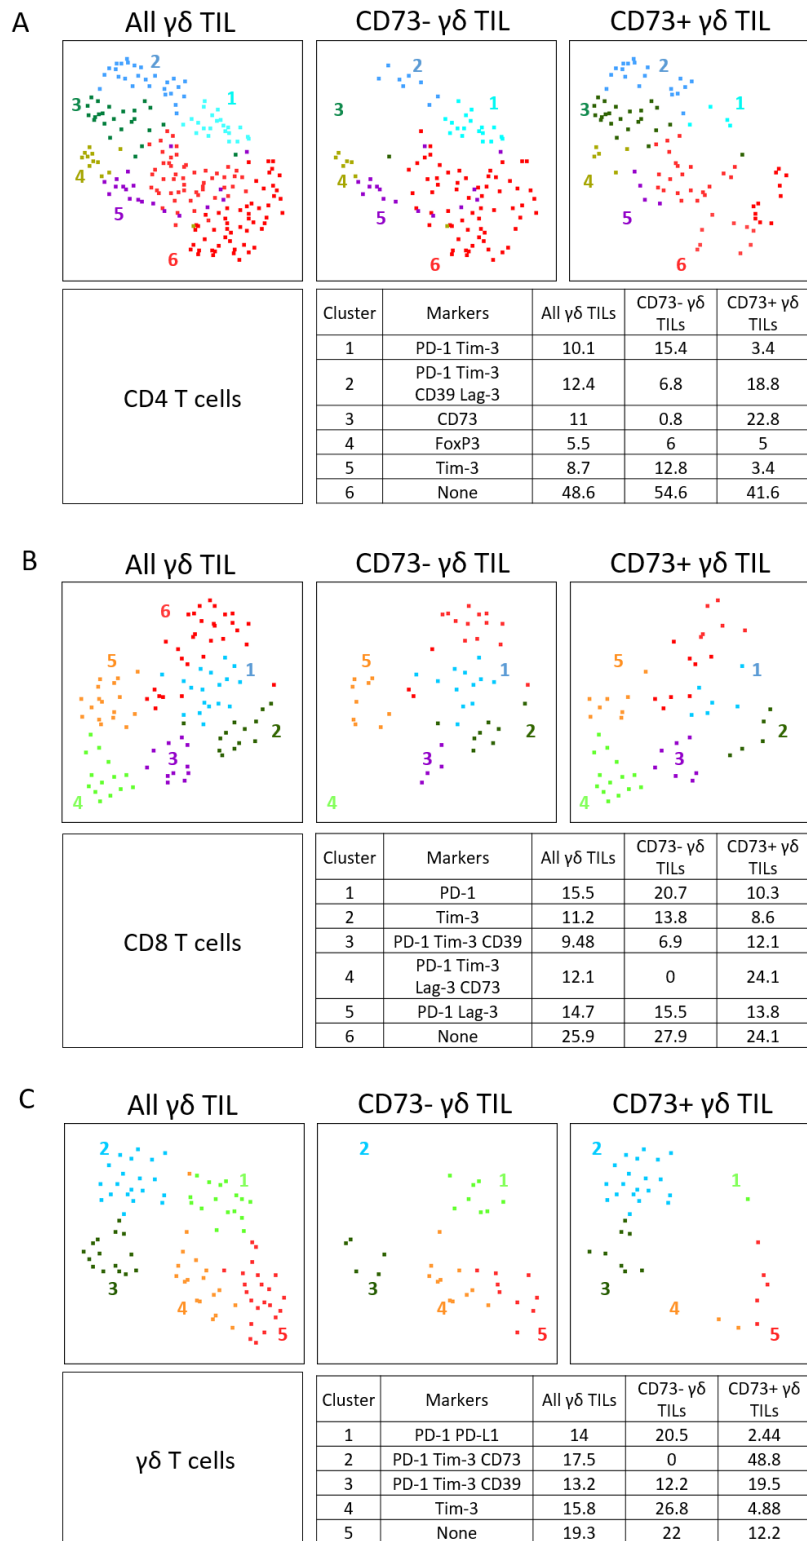 A
All γδ TIL
CD73- γδ TIL
CD73+ γδ TIL
2
1
3
4
5
6
2
1
3
4
5
6
2
1
3
4
5
6
CD4 T cells
Cluster Markers All γδ TILs CD73- γδ TILs CD73+ γδ TILs
1 PD-1 Tim-3 10.1 15.4 3.4
2 PD-1 Tim-3 CD39 Lag-3 12.4 6.8 18.8
3 CD73 11 0.8 22.8
4 FoxP3 5.5 6 5
5 Tim-3 8.7 12.8 3.4
6 None 48.6 54.6 41.6
B
All γδ TIL
CD73- γδ TIL
CD73+ γδ TIL
6
5
1
2
3
4
1
2
3
4
5
1
2
3
4
CD8 T cells
Cluster Markers All γδ TILs CD73- γδ TILs CD73+ γδ TILs
1 PD-1 15.5 20.7 10.3
2 Tim-3 11.2 13.8 8.6
3 PD-1 Tim-3 CD39 9.48 6.9 12.1
4 PD-1 Tim-3 Lag-3 CD73 12.1 0 24.1
5 PD-1 Lag-3 14.7 15.5 13.8
6 None 25.9 27.9 24.1
C
All γδ TIL
CD73- γδ TIL
CD73+ γδ TIL
2
1
3
4
5
2
1
3
4
5
2
1
3
4
5
γδ T cells
Cluster Markers All γδ TILs CD73- γδ TILs CD73+ γδ TILs
1 PD-1 PD-L1 14 20.5 2.44
2 PD-1 Tim-3 CD73 17.5 0 48.8
3 PD-1 Tim-3 CD39 13.2 12.2 19.5
4 Tim-3 15.8 26.8 4.88
5 None 19.3 22 12.2